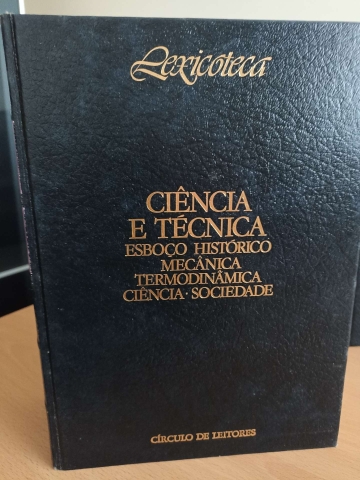 Lexicoteca
CIÊNCIA
E TÉCNICA
ESBOÇO HISTÓRICO
MECÂNICA
TERMODINÂMICA
CIÊNCIA · SOCIEDADE
CÍRCULO DE LEITORES